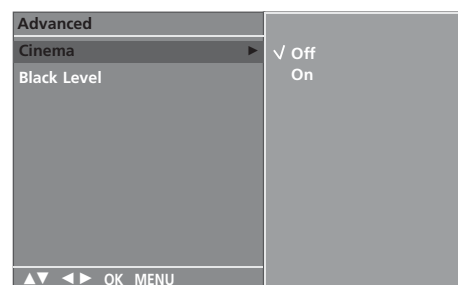 Advanced
Cinema ►
Black Level
√ Off
On
▲▼ ◄► OK MENU